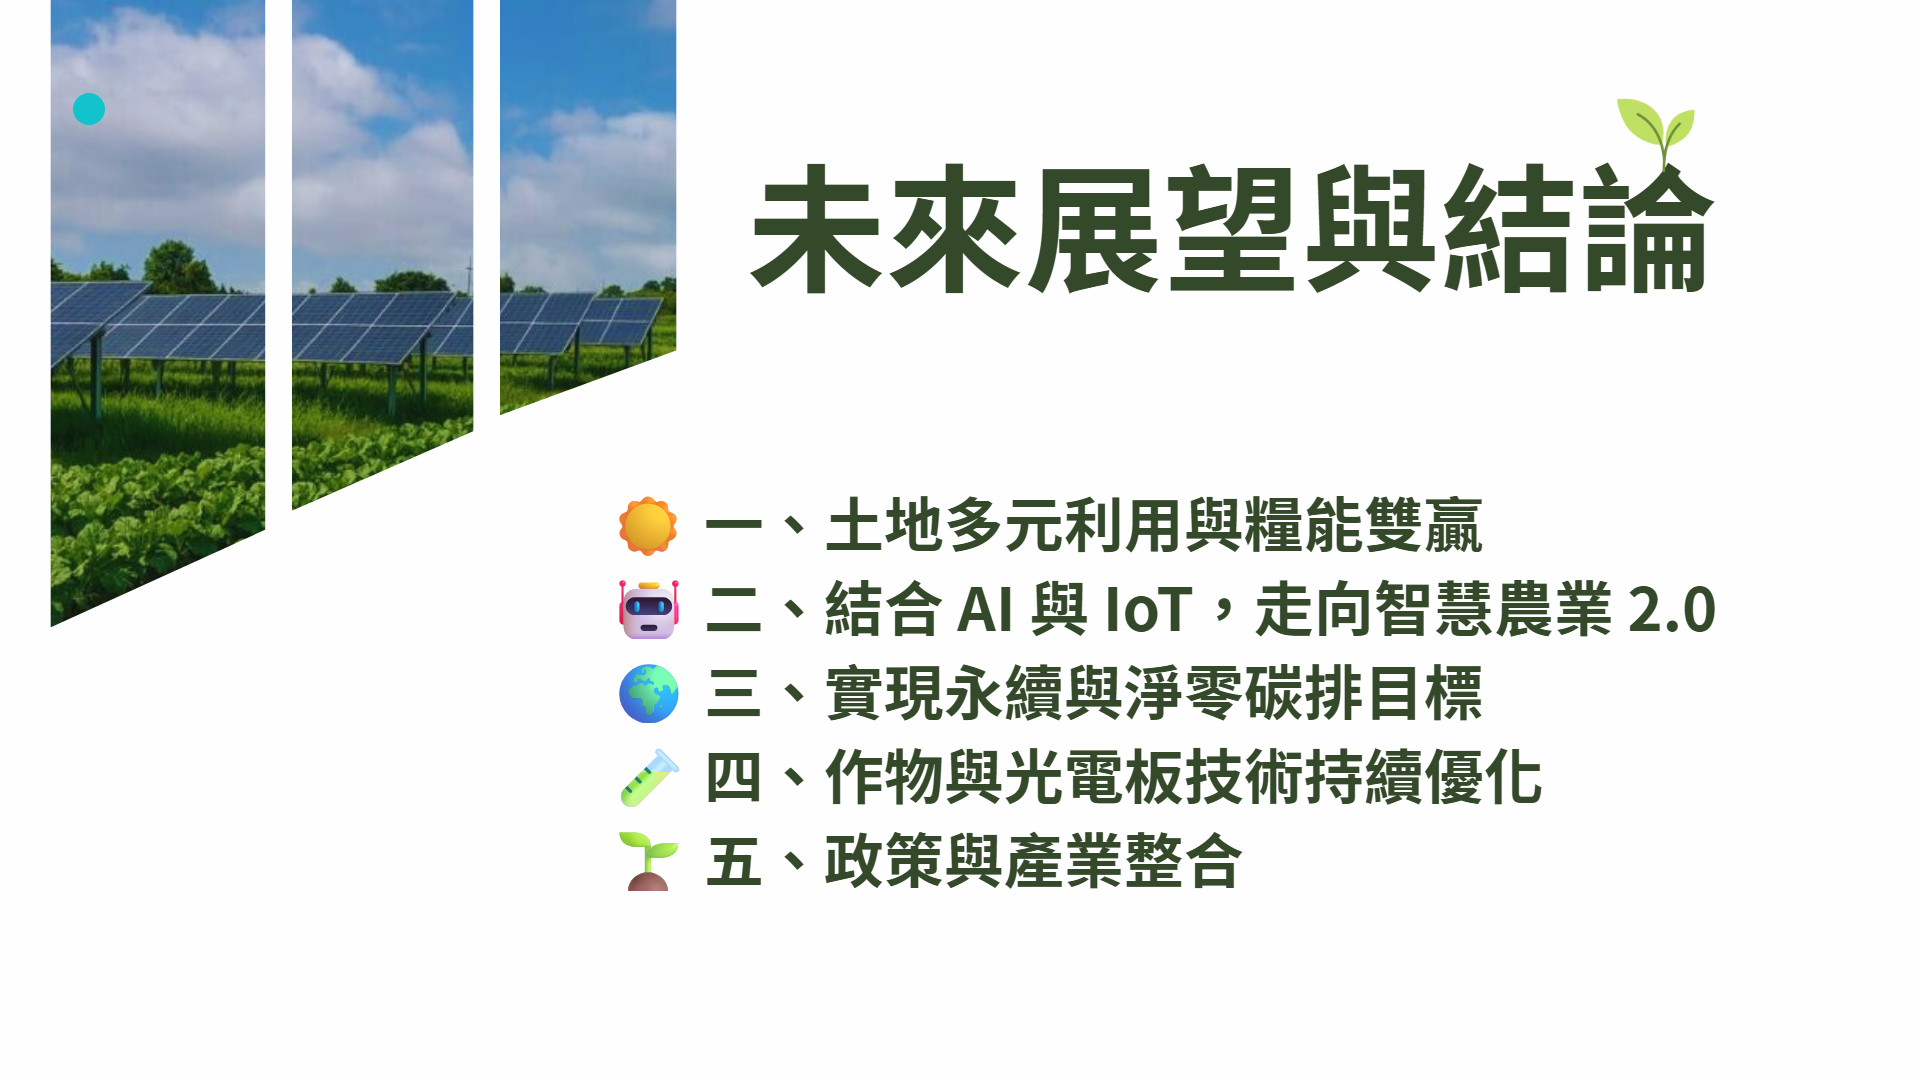 未來展望與結論
一、土地多元利用與糧能雙贏
二、結合 AI 與 IoT，走向智慧農業 2.0
三、實現永續與淨零碳排目標
四、作物與光電板技術持續優化
五、政策與產業整合